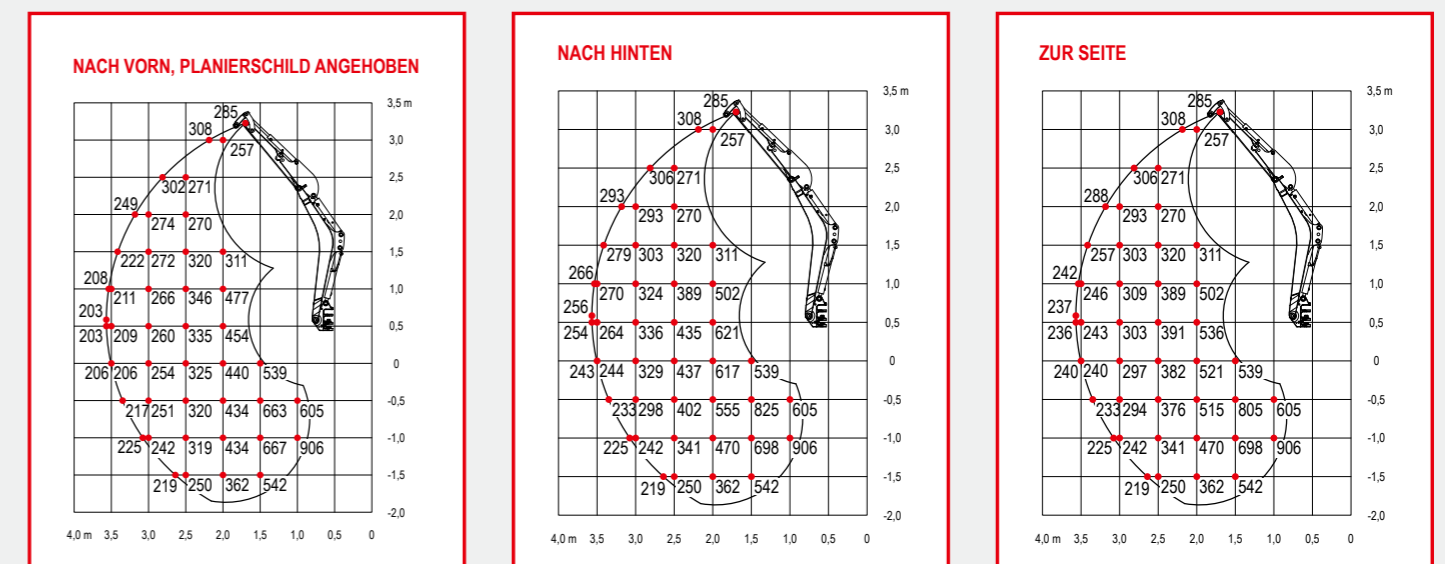 NACH VORN, PLANIERSCHILD ANGEHOBEN
285 3,5 m
308 3,0
257
302 271 2,5
249 2,0
274 270
222 272 320 311 1,5
208 1,0
211 266 346 477
203
203 209 260 335 454 0,5
206 206 254 325 440 539 0
217 251 320 434 663 605 -0,5
225 242 319 434 667 906 -1,0
219 250 362 542 -1,5
-2,0
4,0 m 3,5 3,0 2,5 2,0 1,5 1,0 0,5 0
NACH HINTEN
285 3,5 m
308 3,0
257
306 271 2,5
293 2,0
293 270
279 303 320 311 1,5
266 1,0
270 324 389 502
256
254 264 336 435 621 0,5
243 244 329 437 617 539 0
233 298 402 555 825 605 -0,5
225 242 341 470 698 906 -1,0
219 250 362 542 -1,5
-2,0
4,0 m 3,5 3,0 2,5 2,0 1,5 1,0 0,5 0
ZUR SEITE
285 3,5 m
308 3,0
257
306 271 2,5
288 2,0
293 270
257 303 320 311 1,5
242 1,0
246 309 389 502
237
236 243 303 391 536 0,5
240 240 297 382 521 539 0
233 294 376 515 805 605 -0,5
225 242 341 470 698 906 -1,0
219 250 362 542 -1,5
-2,0
4,0 m 3,5 3,0 2,5 2,0 1,5 1,0 0,5 0